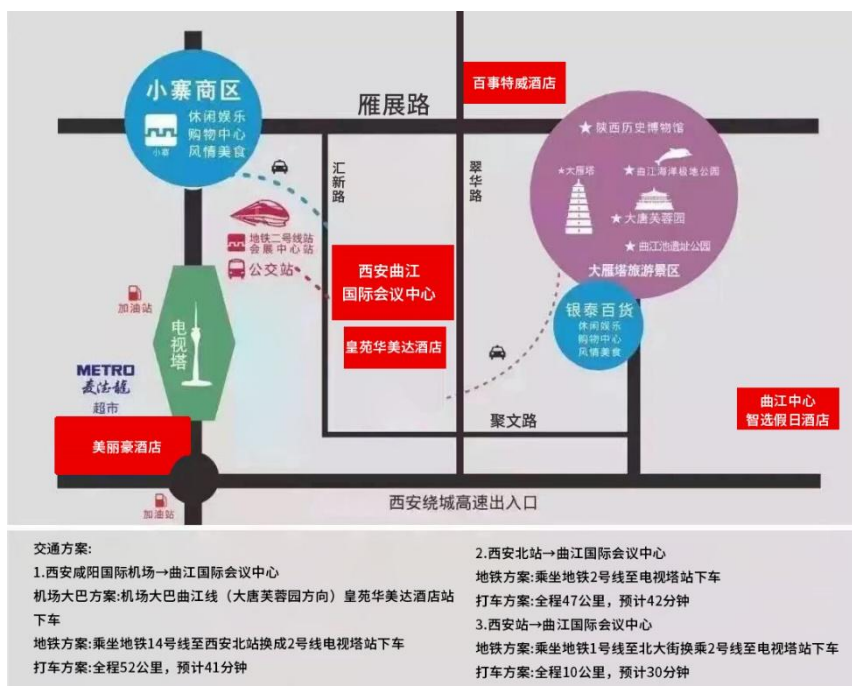 百事特威酒店
小寨商区
休闲娱乐
购物中心
风情美食
小寨
雁展路
陕西历史博物馆
大雁塔
曲江海洋极地公园
大唐芙蓉园
曲江池遗址公园
大雁塔旅游景区
汇新路
翠华路
地铁二号线站
会展中心站
公交站
西安曲江
国际会议中心
皇苑华美达酒店
银泰百货
休闲娱乐
购物中心
风情美食
加油站
电视塔
METRO
麦德龙
超市
美丽豪酒店
曲江中心
智选假日酒店
聚文路
西安绕城高速出入口
加油站
交通方案:
1.西安咸阳国际机场→曲江国际会议中心
机场大巴方案:机场大巴曲江线（大唐芙蓉园方向）皇苑华美达酒店站
下车
地铁方案:乘坐地铁14号线至西安北站换成2号线电视塔站下车
打车方案:全程52公里，预计41分钟
2.西安北站→曲江国际会议中心
地铁方案:乘坐地铁2号线至电视塔站下车
打车方案:全程47公里，预计42分钟
3.西安站→曲江国际会议中心
地铁方案:乘坐地铁1号线至北大街换乘2号线至电视塔站下车
打车方案:全程10公里，预计30分钟